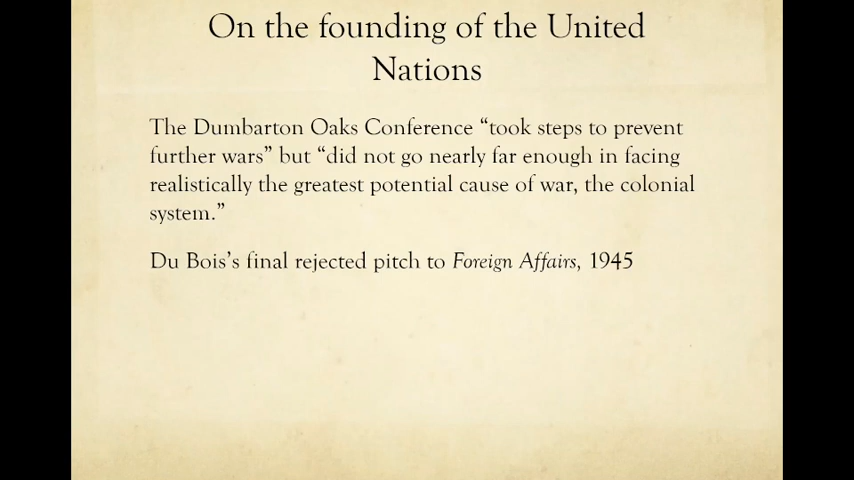 On the founding of the United
Nations
The Dumbarton Oaks Conference “took steps to prevent
further wars” but “did not go nearly far enough in facing
realistically the greatest potential cause of war, the colonial
system.”
Du Bois’s final rejected pitch to Foreign Affairs, 1945